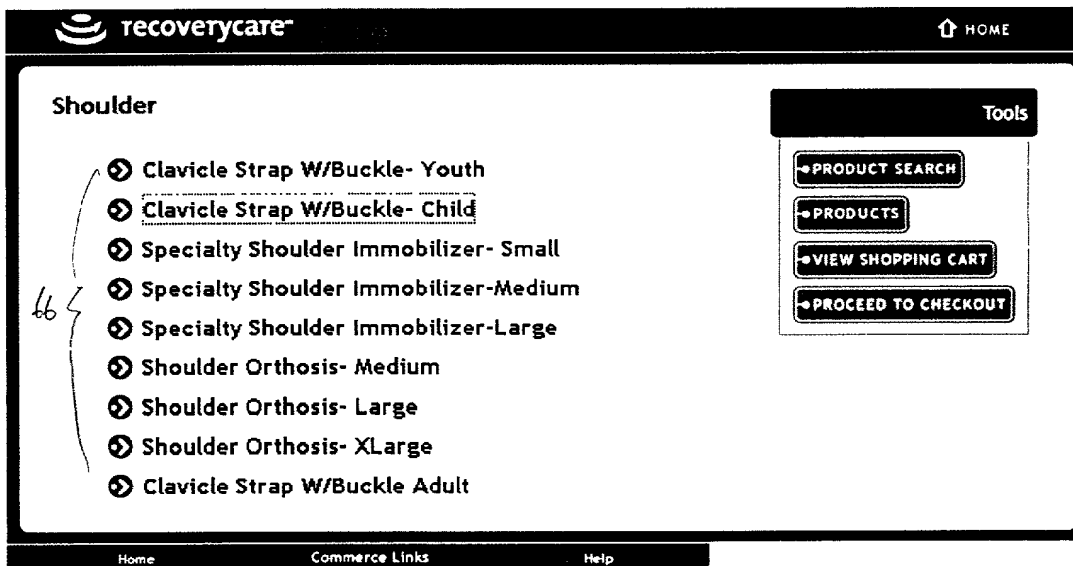 recoverycare
HOME
Shoulder
Clavicle Strap W/Buckle- Youth
Clavicle Strap W/Buckle- Child
Specialty Shoulder Immobilizer- Small
Specialty Shoulder Immobilizer-Medium
Specialty Shoulder Immobilizer-Large
Shoulder Orthosis- Medium
Shoulder Orthosis- Large
Shoulder Orthosis- XLarge
Clavicle Strap W/Buckle Adult
66
Tools
PRODUCT SEARCH
PRODUCTS
VIEW SHOPPING CART
PROCEED TO CHECKOUT
Home Commerce Links Help